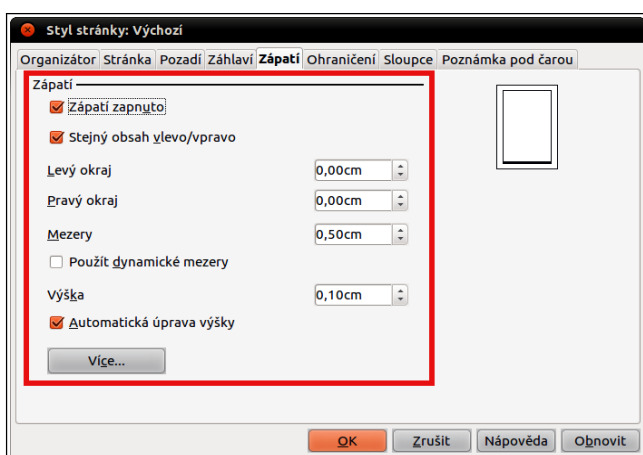 Styl stránky: Výchozí
Organizátor Stránka Pozadí Záhlaví Zápatí Ohraničení Sloupce Poznámka pod čarou
Zápatí
Zápatí zapnuto
Stejný obsah vlevo/vpravo
Levý okraj 0,00cm
Pravý okraj 0,00cm
Mezery 0,50cm
Použít dynamické mezery
Výška 0,10cm
Automatická úprava výšky
Více...
OK Zrušit Nápověda Obnovit